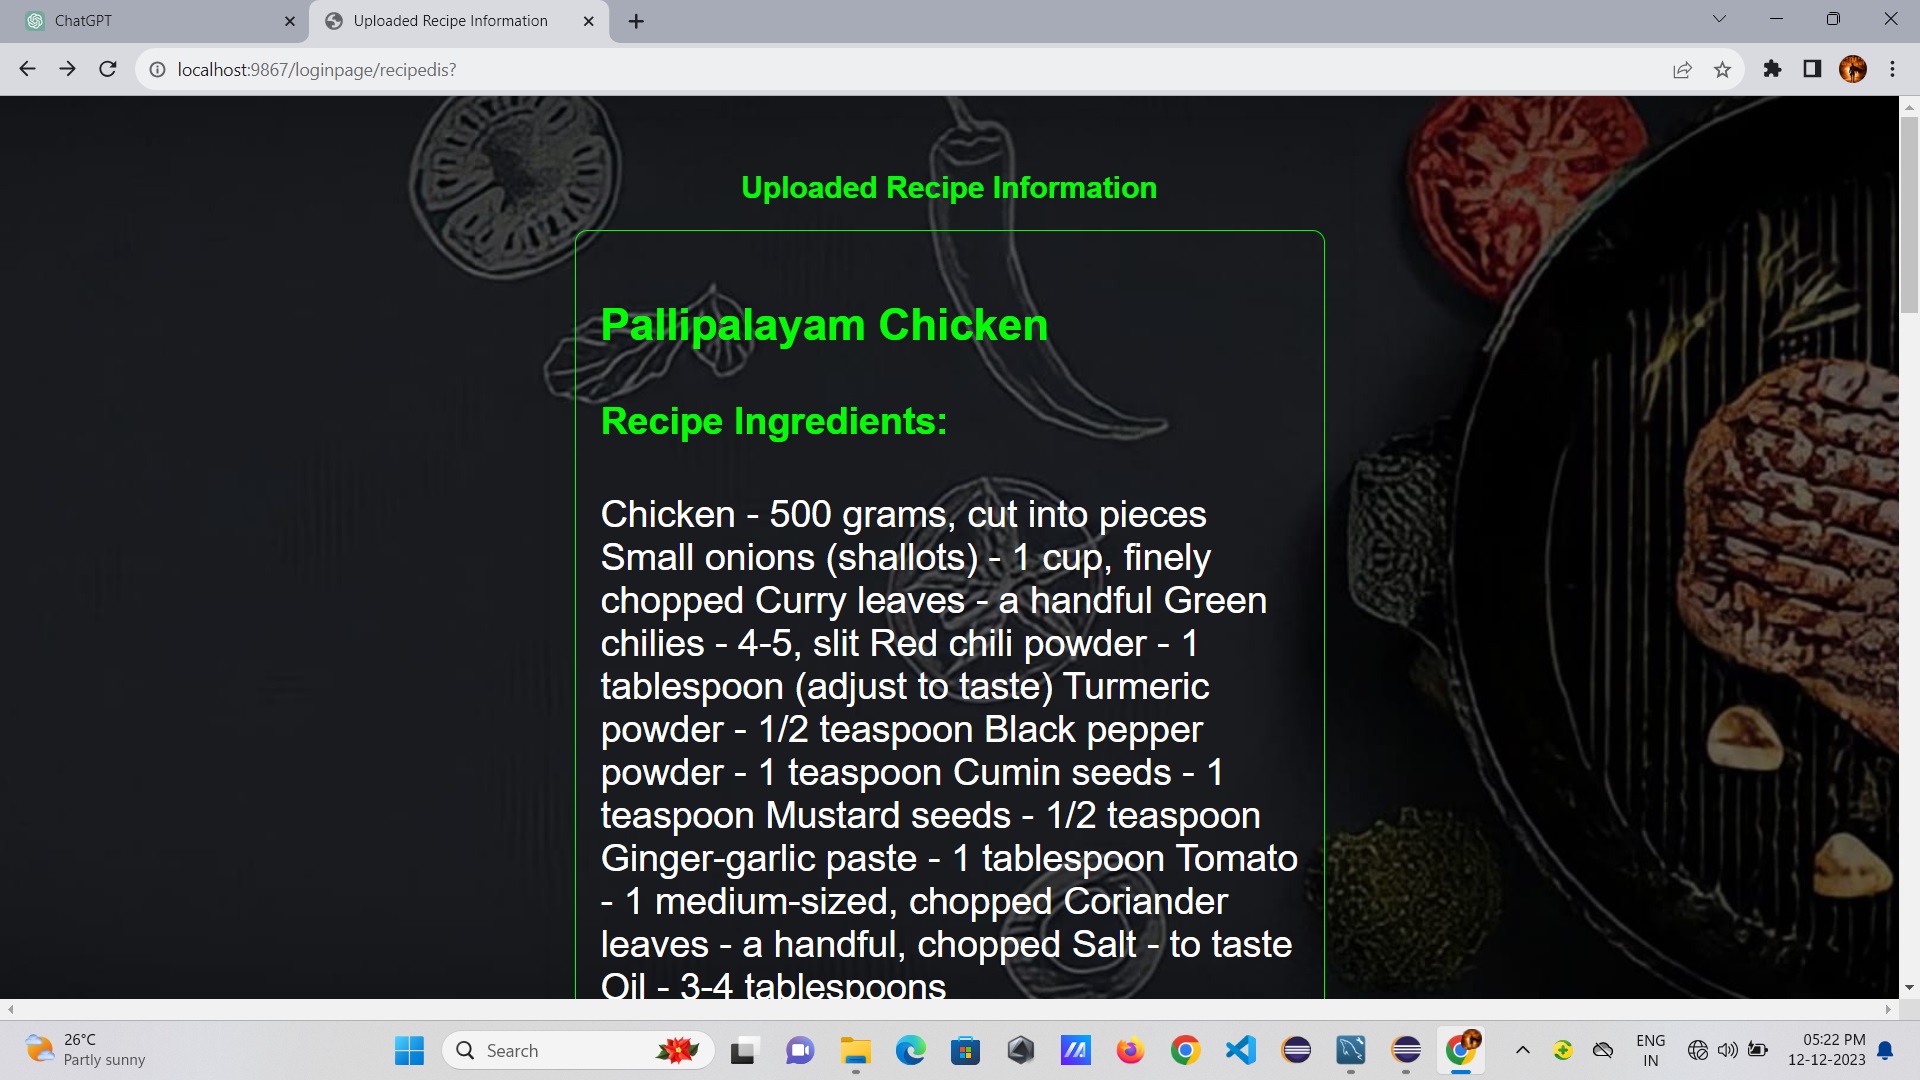 ChatGPT
Uploaded Recipe Information
localhost:9867/loginpage/recipedis?
Uploaded Recipe Information
Pallipalayam Chicken
Recipe Ingredients:
Chicken - 500 grams, cut into pieces
Small onions (shallots) - 1 cup, finely
chopped Curry leaves - a handful Green
chilies - 4-5, slit Red chili powder - 1
tablespoon (adjust to taste) Turmeric
powder - 1/2 teaspoon Black pepper
powder - 1 teaspoon Cumin seeds - 1
teaspoon Mustard seeds - 1/2 teaspoon
Ginger-garlic paste - 1 tablespoon Tomato
- 1 medium-sized, chopped Coriander
leaves - a handful, chopped Salt - to taste
Oil - 3-4 tablespoons
26°C
Partly sunny
Search
ENG
IN
05:22 PM
12-12-2023